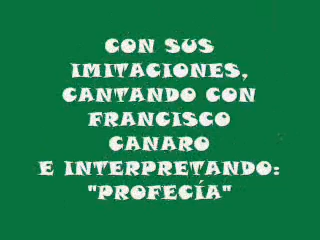 CON SUS
IMITACIONES,
CANTANDO CON
FRANCISCO
CANARO
E INTERPRETANDO:
"PROFECÍA"